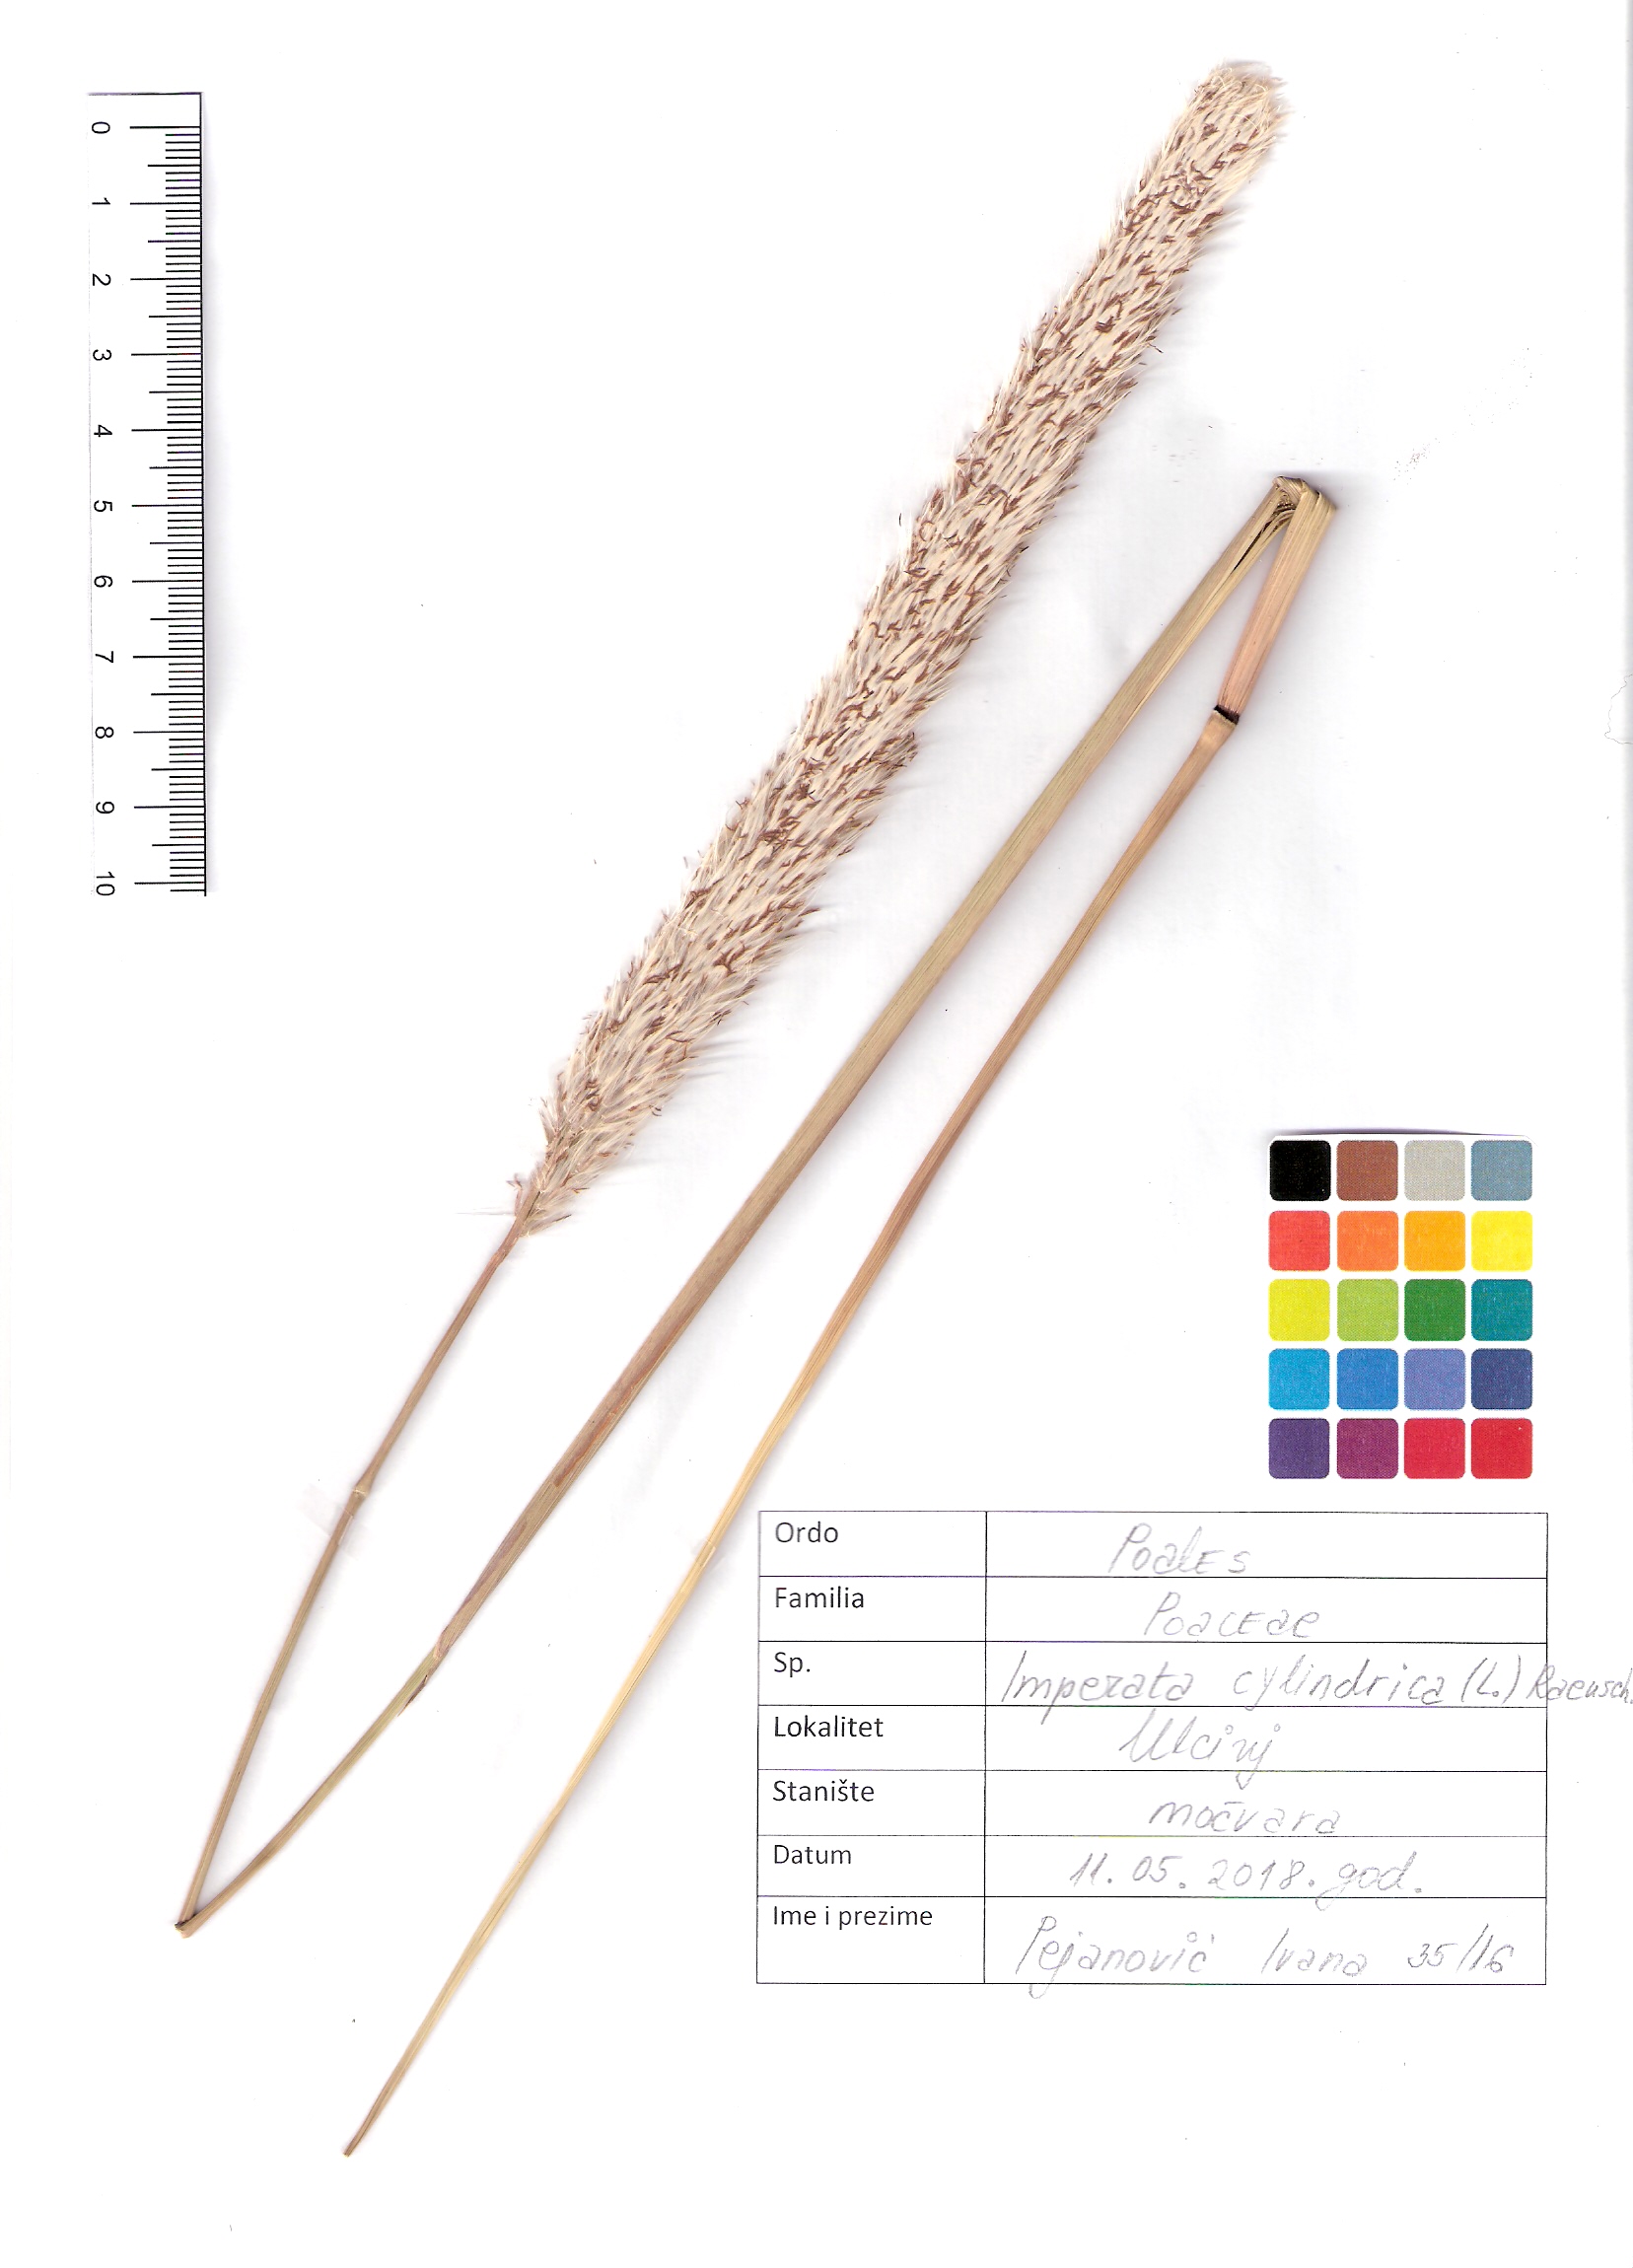 0
1
2
3
4
5
6
7
8
9
10
Ordo Poales
Familia Poaceae
Sp. Imperata cylindrica (L.) Raeusch.
Lokalitet Ulcinj
Stanište močvara
Datum 11.05.2018. god.
Ime i prezime Pejanović Ivana 35/16